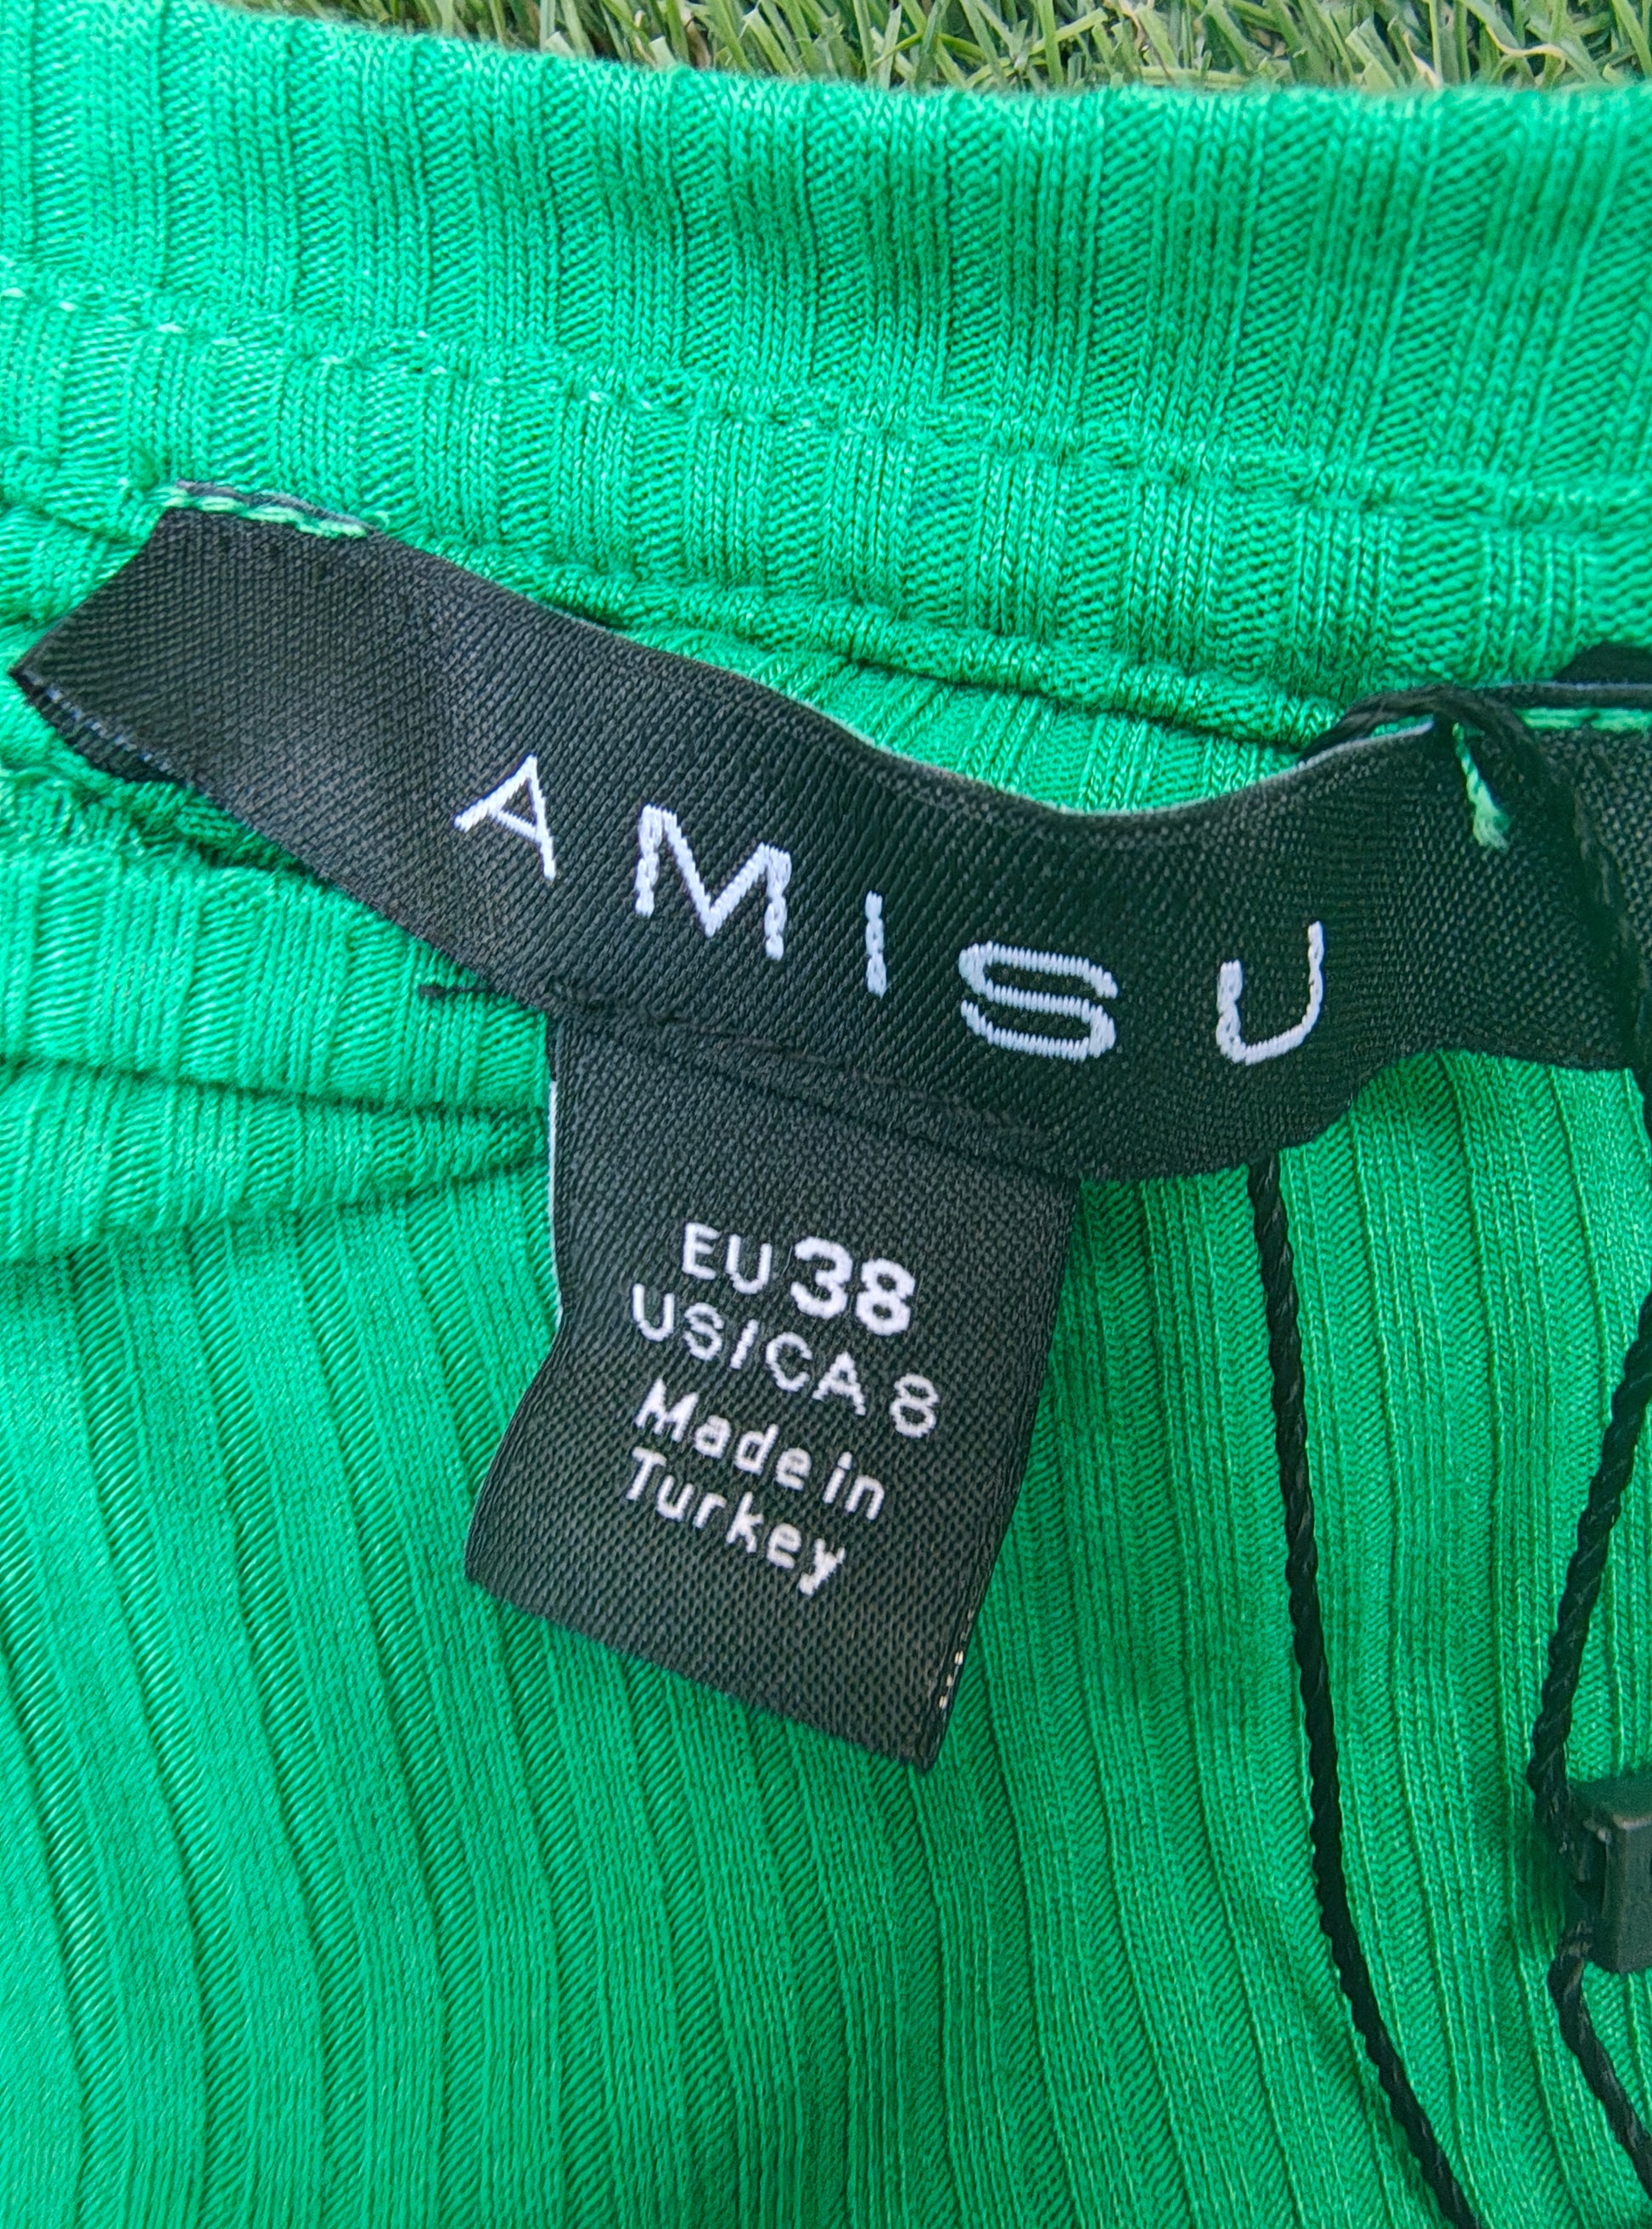 AMISU
EU 38
US/CA 8
Made in
Turkey